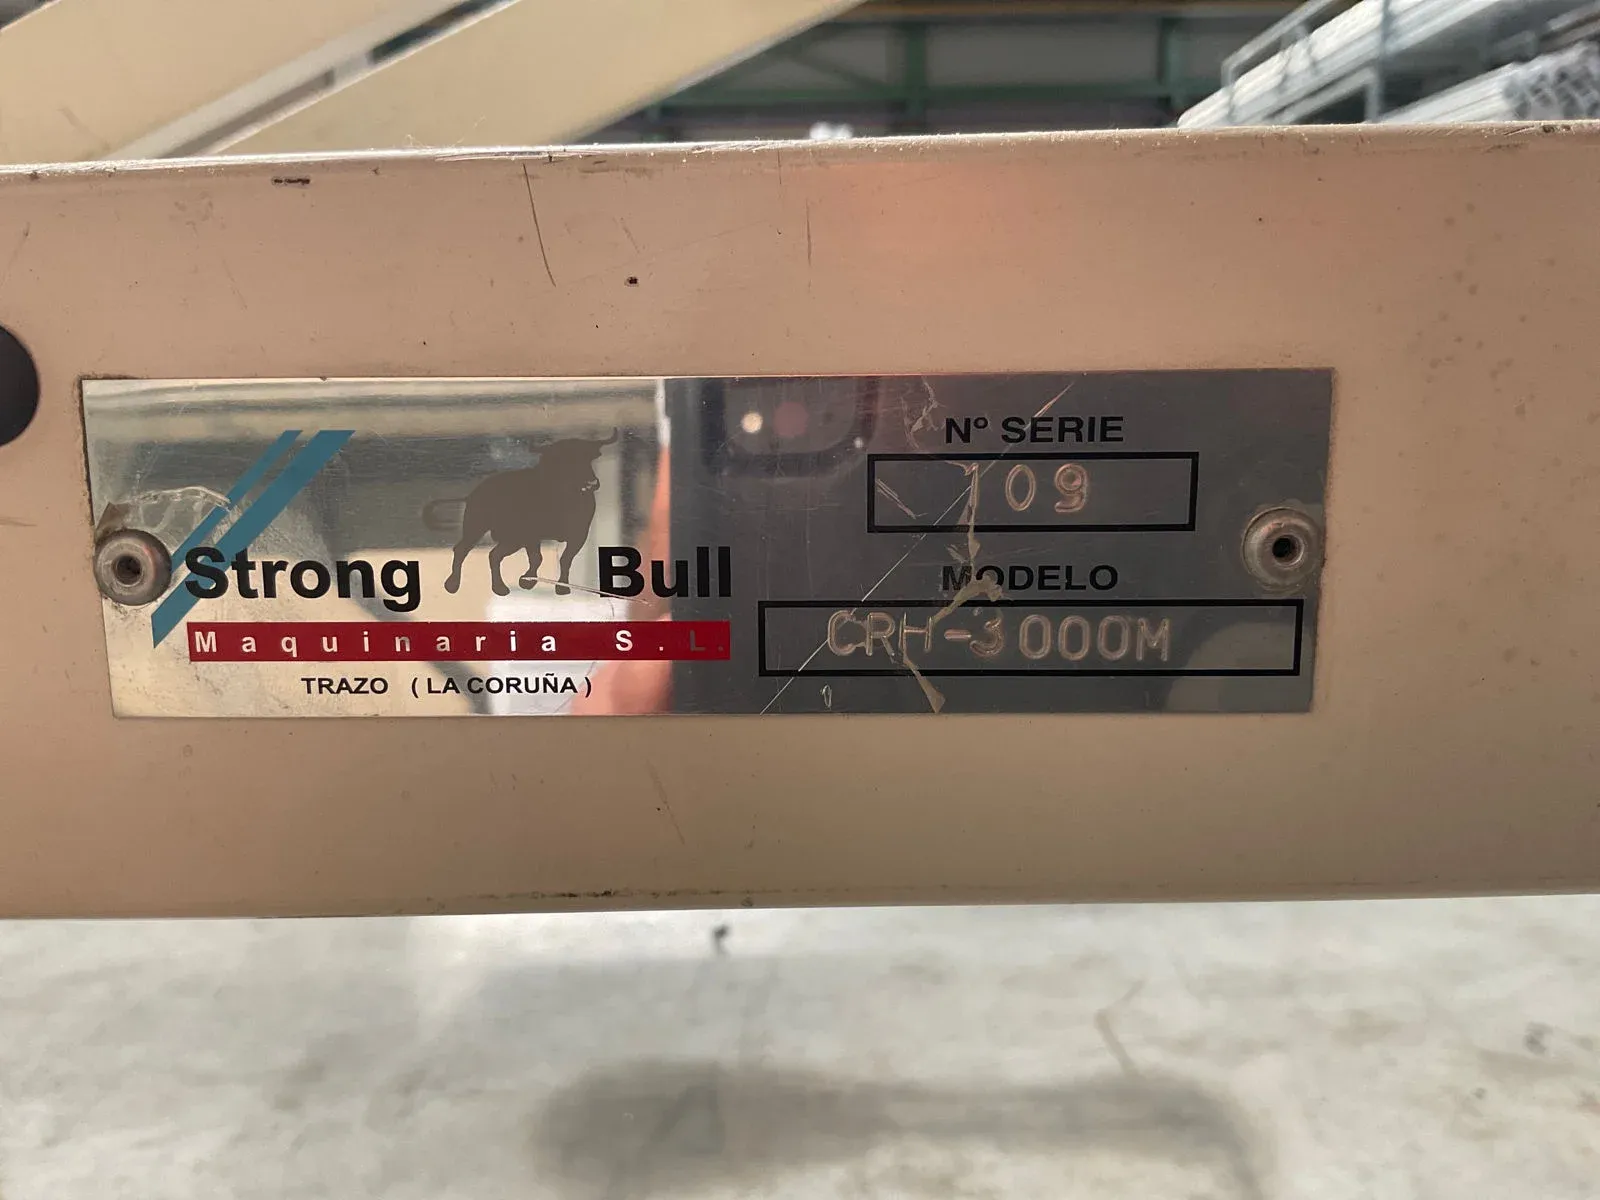 Strong Bull
Maquinaria S.L.
TRAZO (LA CORUÑA)
Nº SERIE
109
MODELO
CRH-3000M